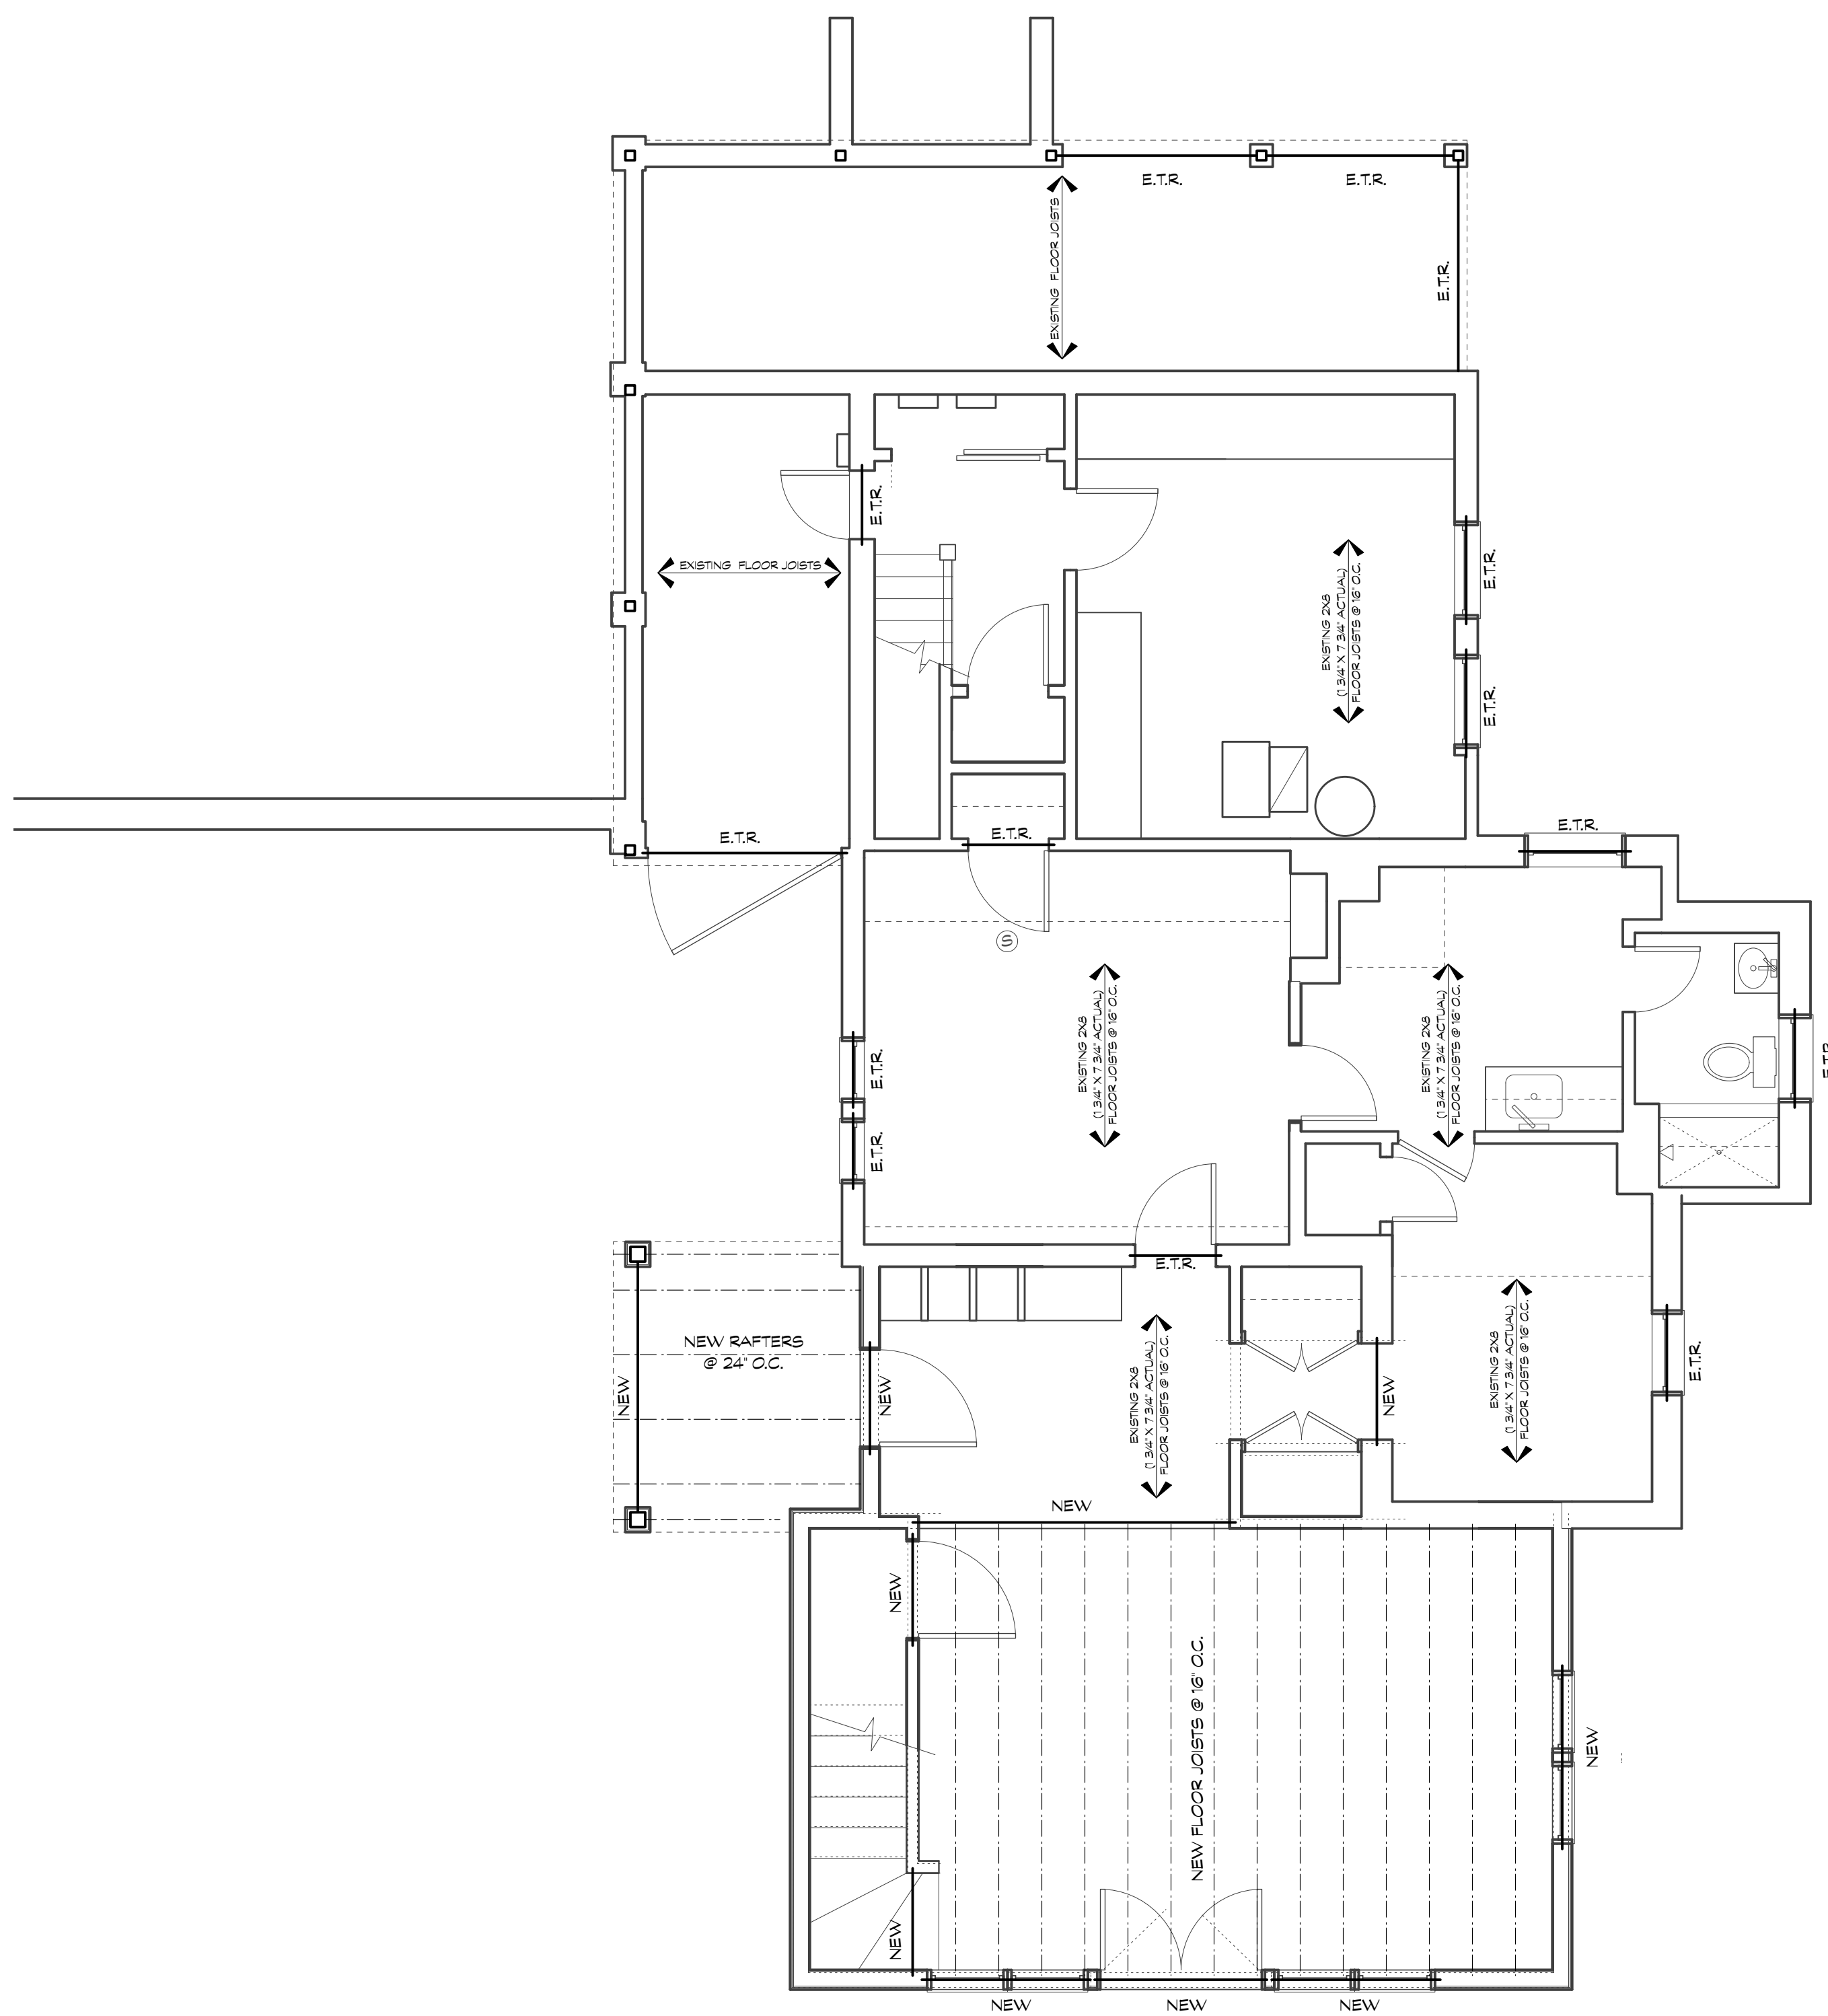 E.T.R.
E.T.R.
EXISTING FLOOR JOISTS
E.T.R.
E.T.R.
EXISTING FLOOR JOISTS
E.T.R.
EXISTING 2X8
(1 3/4" X 7 3/4" ACTUAL)
FLOOR JOISTS @ 16" O.C.
E.T.R.
E.T.R.
E.T.R.
E.T.R.
S
EXISTING 2X8
(1 3/4" X 7 3/4" ACTUAL)
FLOOR JOISTS @ 16" O.C.
EXISTING 2X8
(1 3/4" X 7 3/4" ACTUAL)
FLOOR JOISTS @ 16" O.C.
E.T.R.
E.T.R.
E.T.R.
E.T.R.
NEW RAFTERS
@ 24" O.C.
NEW
NEW
EXISTING 2X8
(1 3/4" X 7 3/4" ACTUAL)
FLOOR JOISTS @ 16" O.C.
NEW
EXISTING 2X8
(1 3/4" X 7 3/4" ACTUAL)
FLOOR JOISTS @ 16" O.C.
E.T.R.
NEW
NEW
NEW FLOOR JOISTS @ 16" O.C.
NEW
NEW
NEW
NEW
NEW